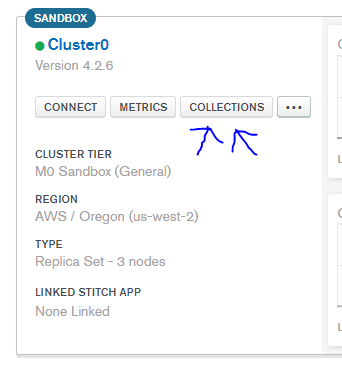 SANDBOX
Cluster0
Version 4.2.6
CONNECT METRICS COLLECTIONS ...
CLUSTER TIER
M0 Sandbox (General)
REGION
AWS / Oregon (us-west-2)
TYPE
Replica Set - 3 nodes
LINKED STITCH APP
None Linked